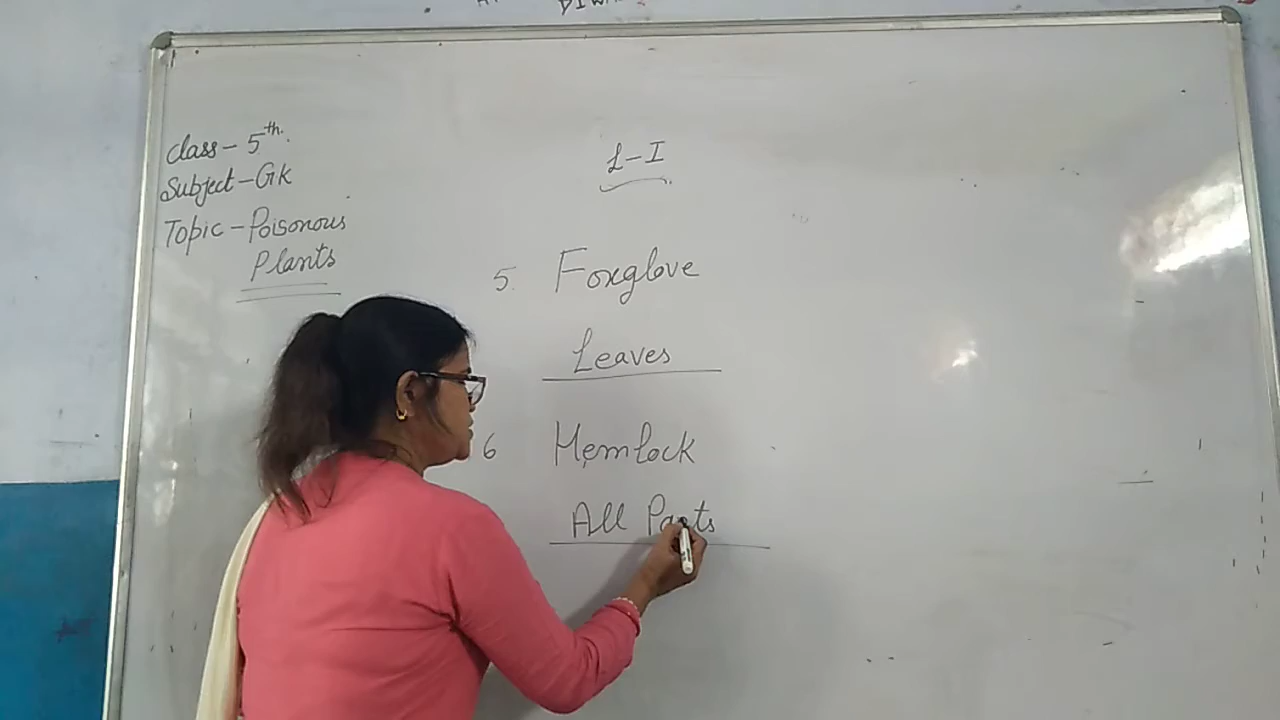 Class - 5th.
Subject - GK
Topic - Poisonous
Plants
L-I
5. Foxglove
Leaves
6 Hemlock
All Parts